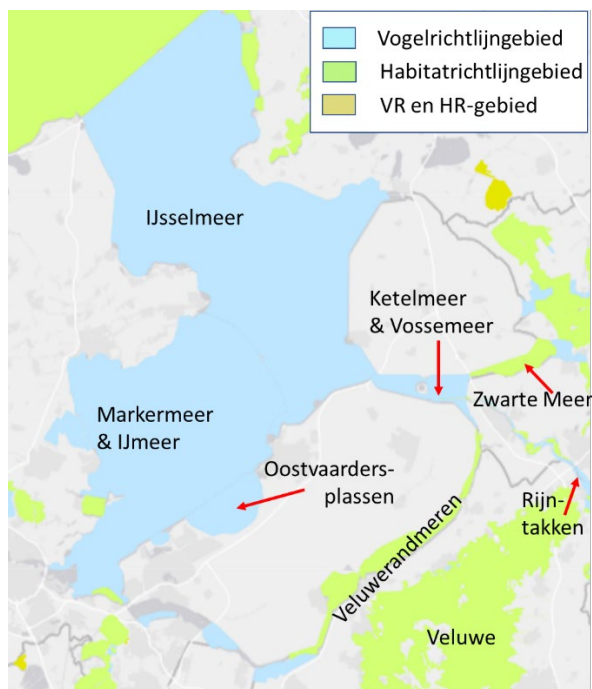 Vogelrichtlijngebied
Habitatrichtlijngebied
VR en HR-gebied
IJsselmeer
Ketelmeer
& Vossemeer
Zwarte Meer
Markermeer
& IJmeer
Oostvaarders-
plassen
Rijn-
takken
Veluwerandmeren
Veluwe